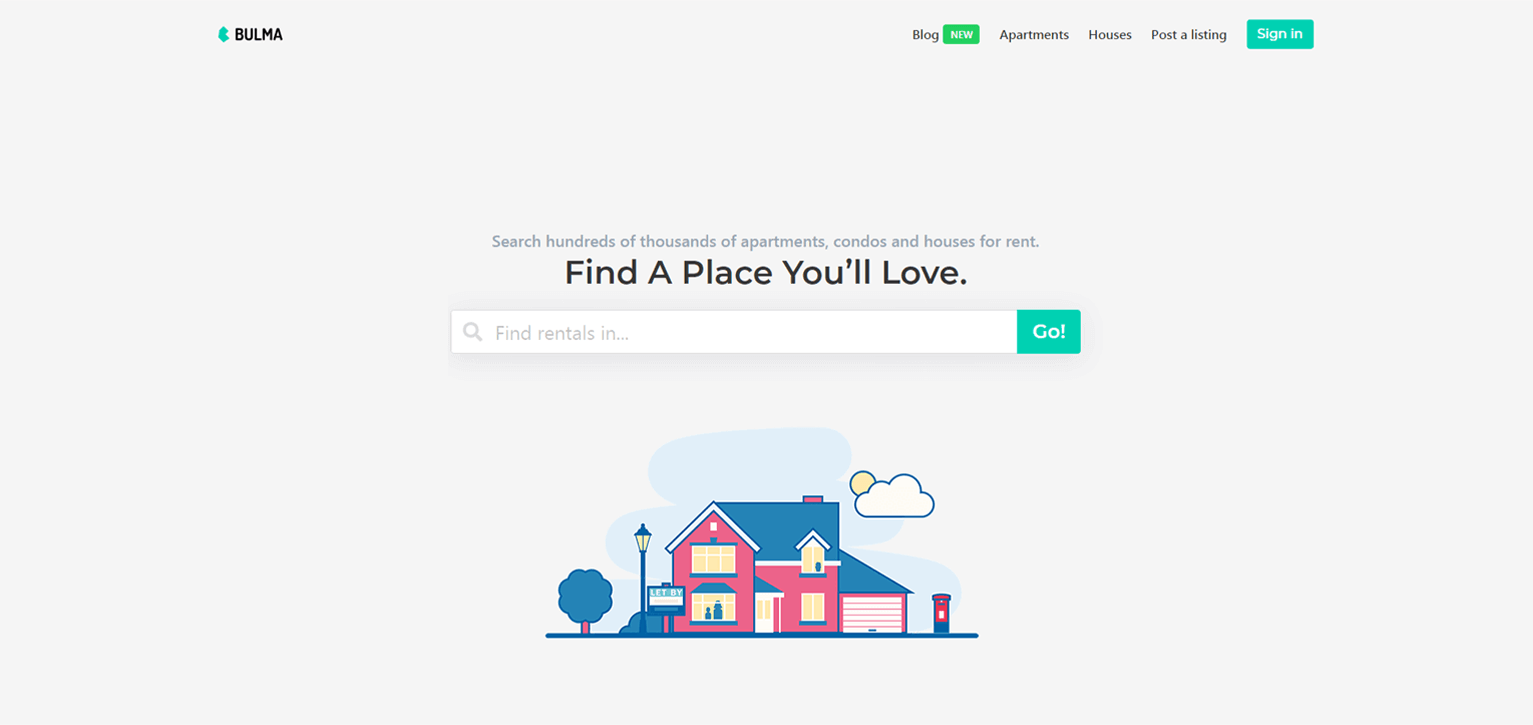 BULMA
Blog NEW Apartments Houses Post a listing Sign in
Search hundreds of thousands of apartments, condos and houses for rent.
Find A Place You’ll Love.
Find rentals in... Go!
LET BY